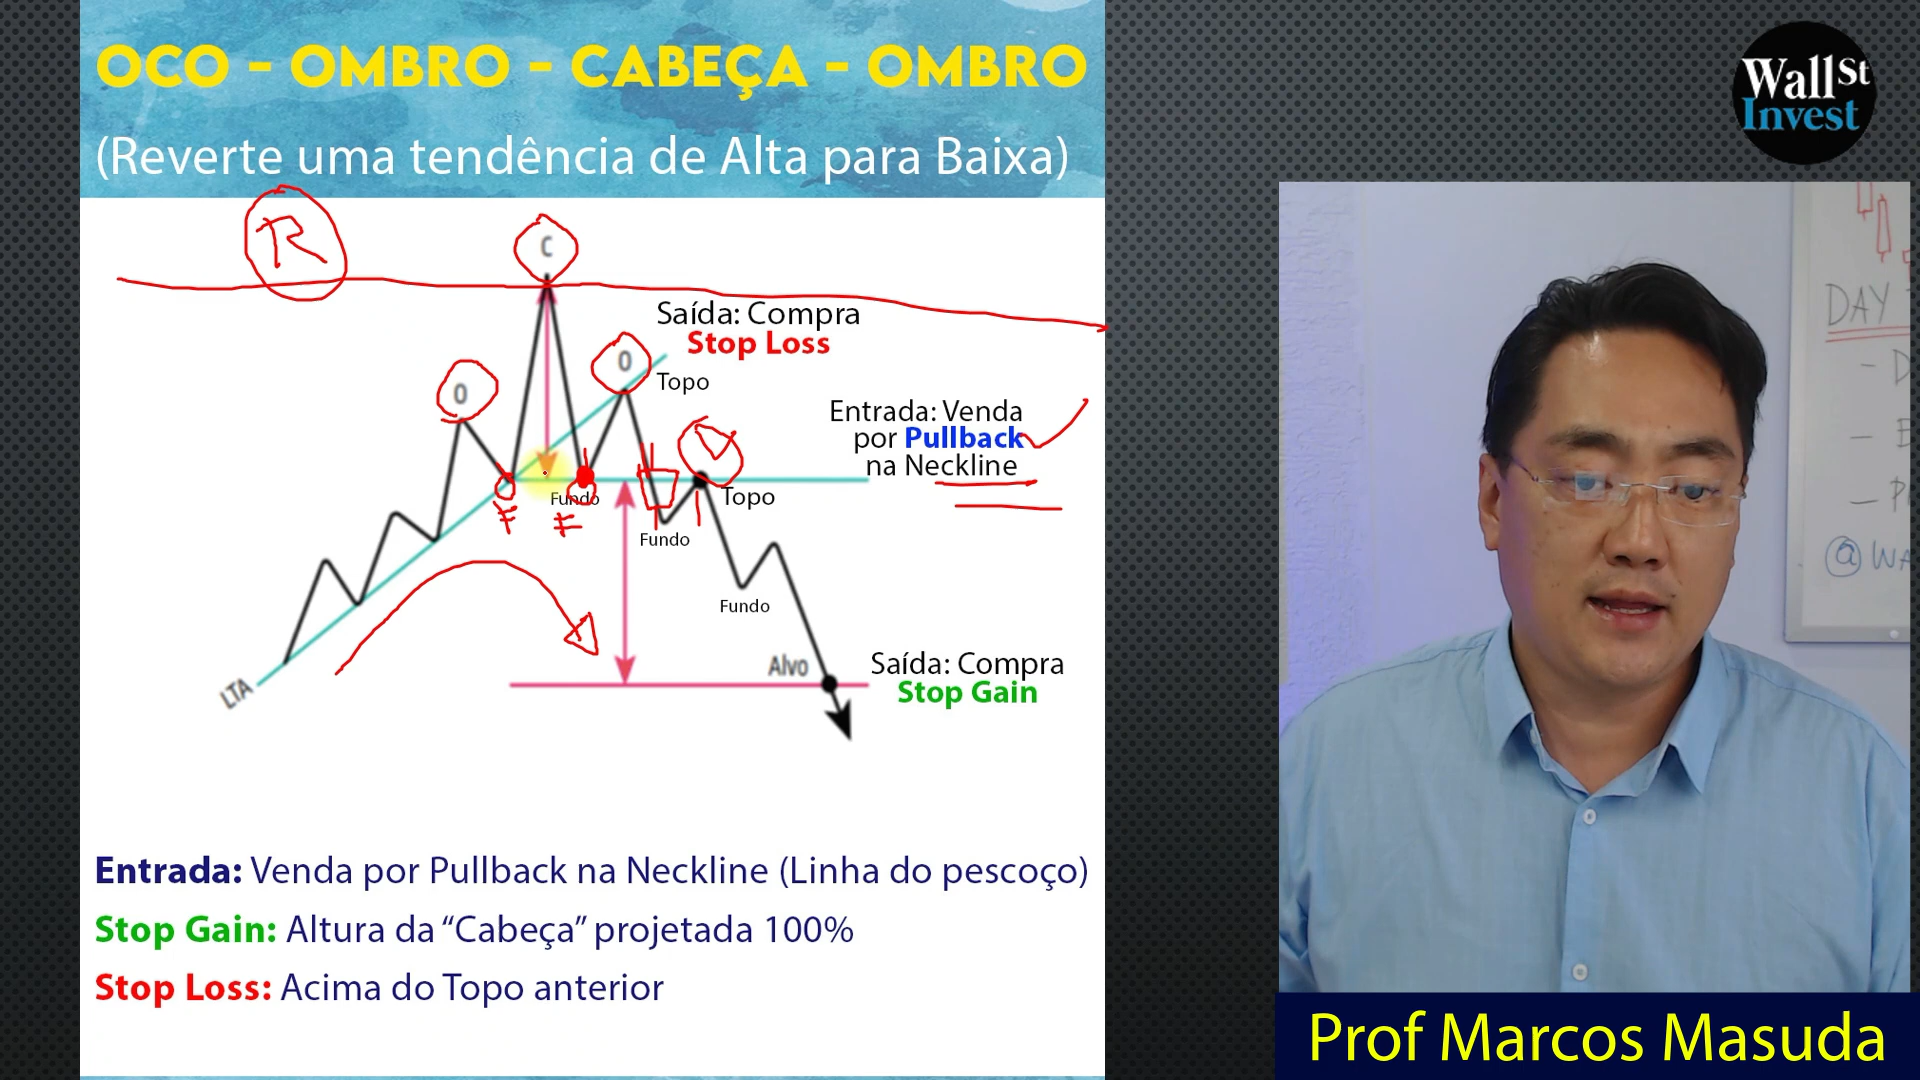 OCO - OMBRO - CABEÇA - OMBRO
(Reverte uma tendência de Alta para Baixa)
R
C
Saída: Compra
Stop Loss
O
Topo
O
Entrada: Venda
por Pullback
na Neckline
Fundo
Topo
F
F
Fundo
Fundo
Alvo
Saída: Compra
Stop Gain
LTA
Entrada: Venda por Pullback na Neckline (Linha do pescoço)
Stop Gain: Altura da “Cabeça” projetada 100%
Stop Loss: Acima do Topo anterior
Wall St
Invest
DAY
Prof Marcos Masuda